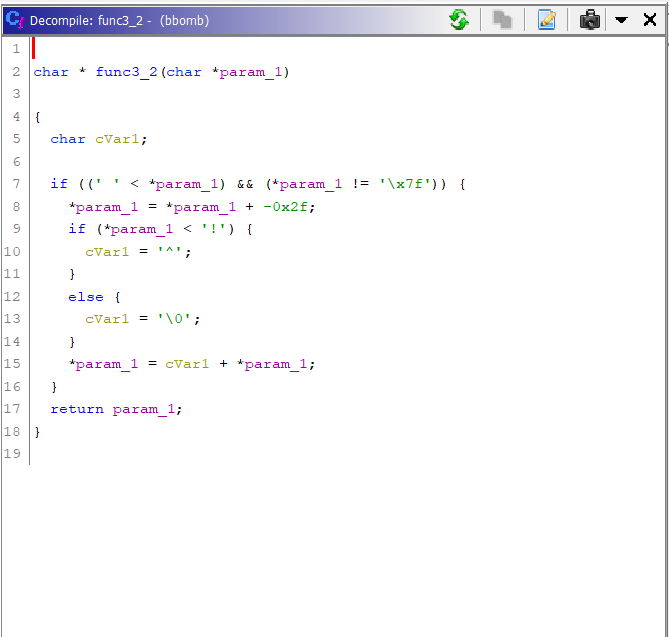 Decompile: func3_2 - (bbomb)
1
2 char * func3_2(char *param_1)
3
4 {
5 char cVar1;
6
7 if ((' ' < *param_1) && (*param_1 != '\x7f')) {
8 *param_1 = *param_1 + -0x2f;
9 if (*param_1 < '!') {
10 cVar1 = '^';
11 }
12 else {
13 cVar1 = '\0';
14 }
15 *param_1 = cVar1 + *param_1;
16 }
17 return param_1;
18 }
19